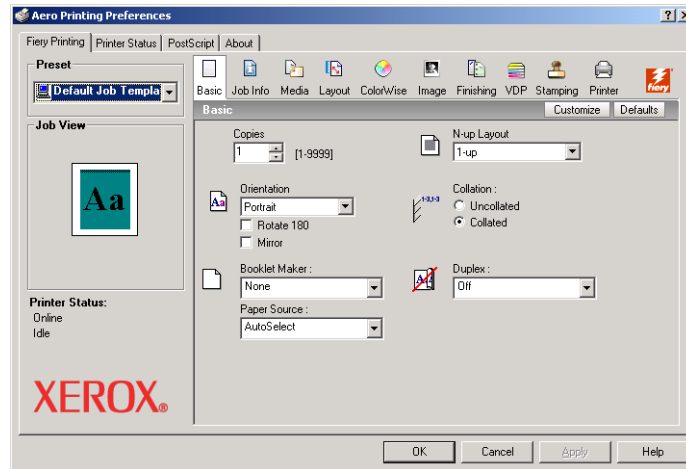 Aero Printing Preferences
Fiery Printing Printer Status PostScript About
Preset
Default Job Templa
Basic Job Info Media Layout ColorWise Image Finishing VDP Stamping Printer
fiery
Basic Customize Defaults
Job View
Aa
Copies
1 [1-9999]
N-up Layout
1-up
Orientation
Portrait
Rotate 180
Mirror
Collation :
Uncollated
Collated
Booklet Maker :
None
Duplex :
Off
Paper Source :
AutoSelect
Printer Status:
Online
Idle
XEROX®
OK Cancel Apply Help